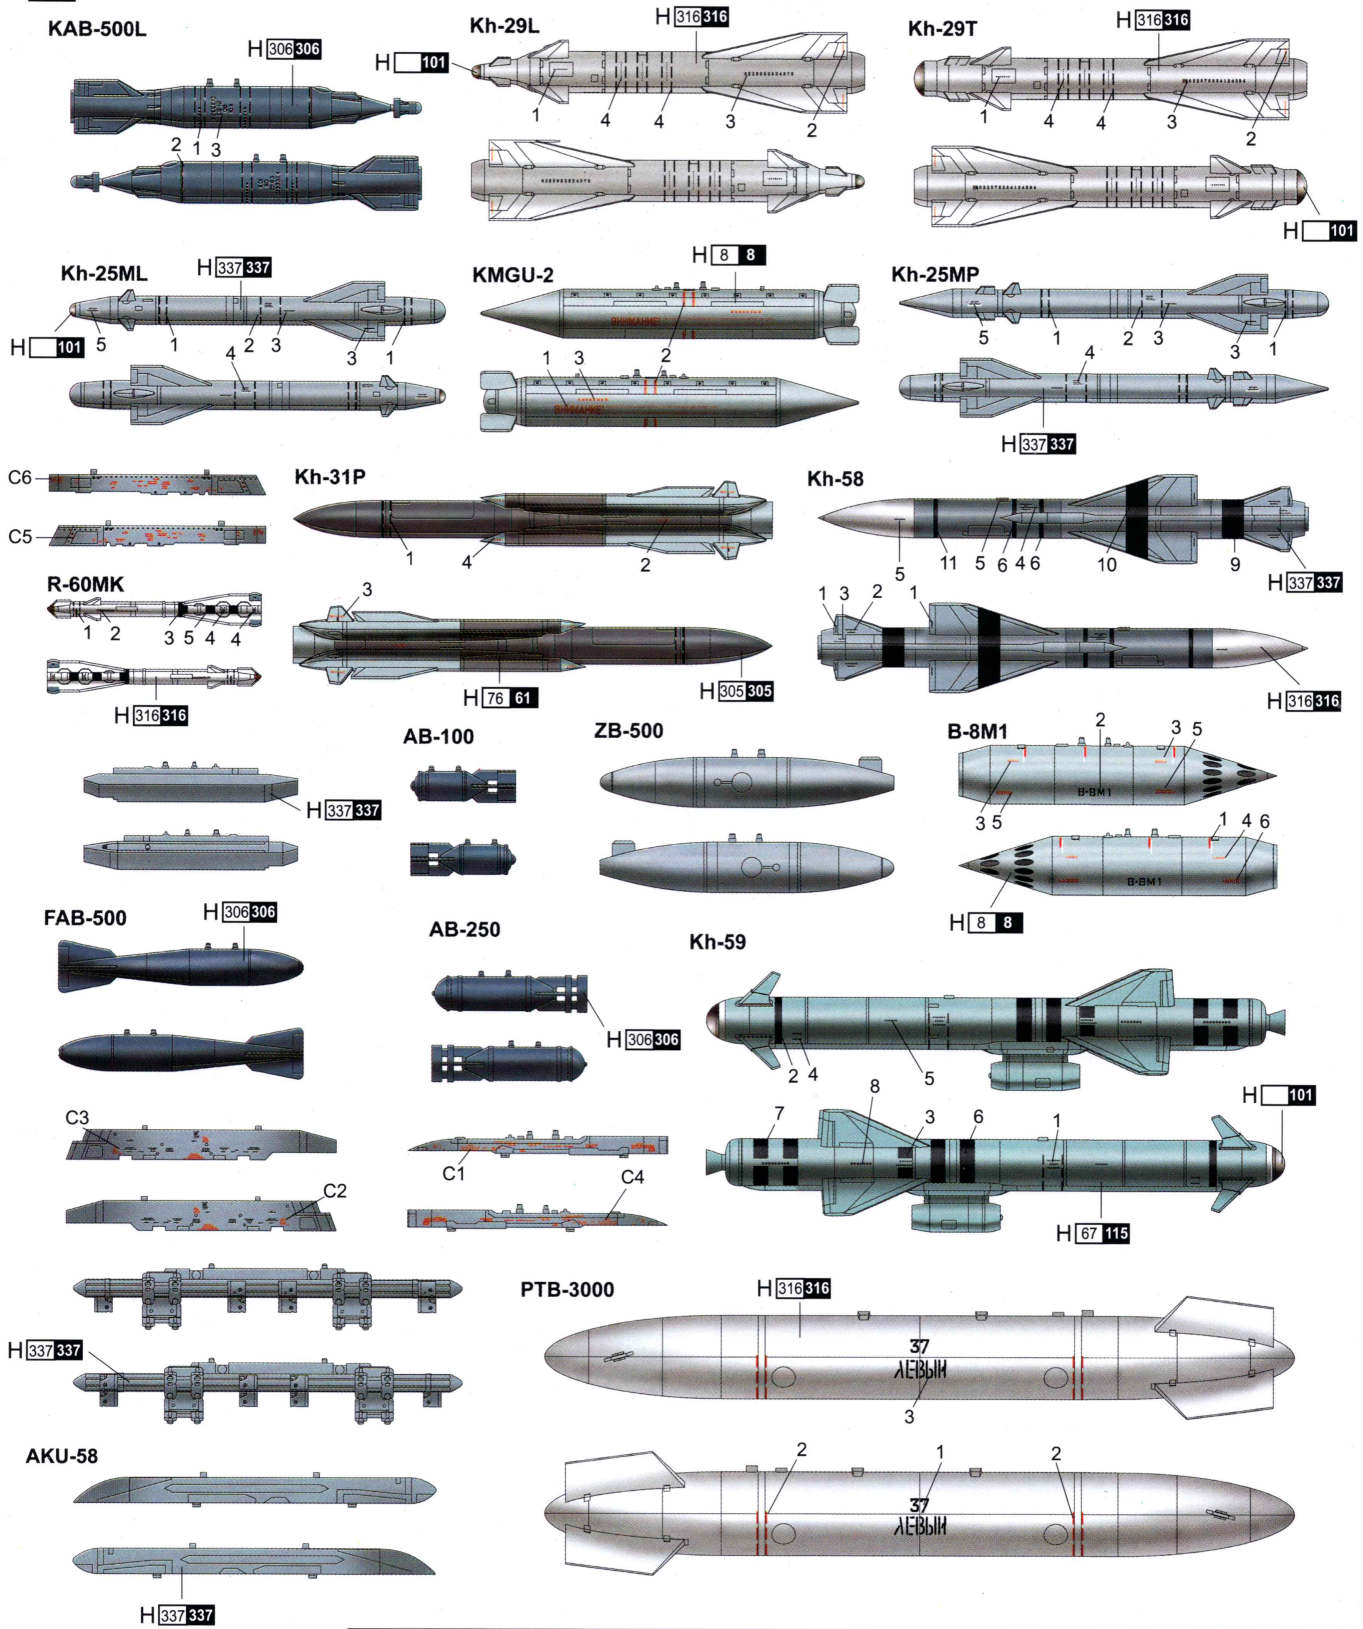 KAB-500L
H 306 306
1 3
2
Kh-29L
H 316 316
H 101
1 4 4 3 2
Kh-29T
H 316 316
1 4 4 3 2
H 101
Kh-25ML
H 337 337
H 101
5 1 2 3 3 1
4
KMGU-2
H 8 8
ВНИМАНИЕ!
2
1 3
ВНИМАНИЕ!
Kh-25MP
5 1 2 3 3 1
4
H 337 337
C6
C5
Kh-31P
1 4 2
3
H 76 61
H 305 305
Kh-58
5 11 5 6 4 6 10 9
H 337 337
1 3 2 1
H 316 316
R-60MK
1 2 3 5 4 4
H 316 316
H 337 337
AB-100
ZB-500
B-8M1
2 3 5
B-8M1
3 5
1 4 6
B-8M1
H 8 8
FAB-500
H 306 306
AB-250
H 306 306
Kh-59
2 4 5
7 8 3 6 1
H 101
H 67 115
C3
C2
C1
C4
H 337 337
PTB-3000
H 316 316
37
ЛЕВЫЙ
3
2 1 2
37
ЛЕВЫЙ
AKU-58
H 337 337